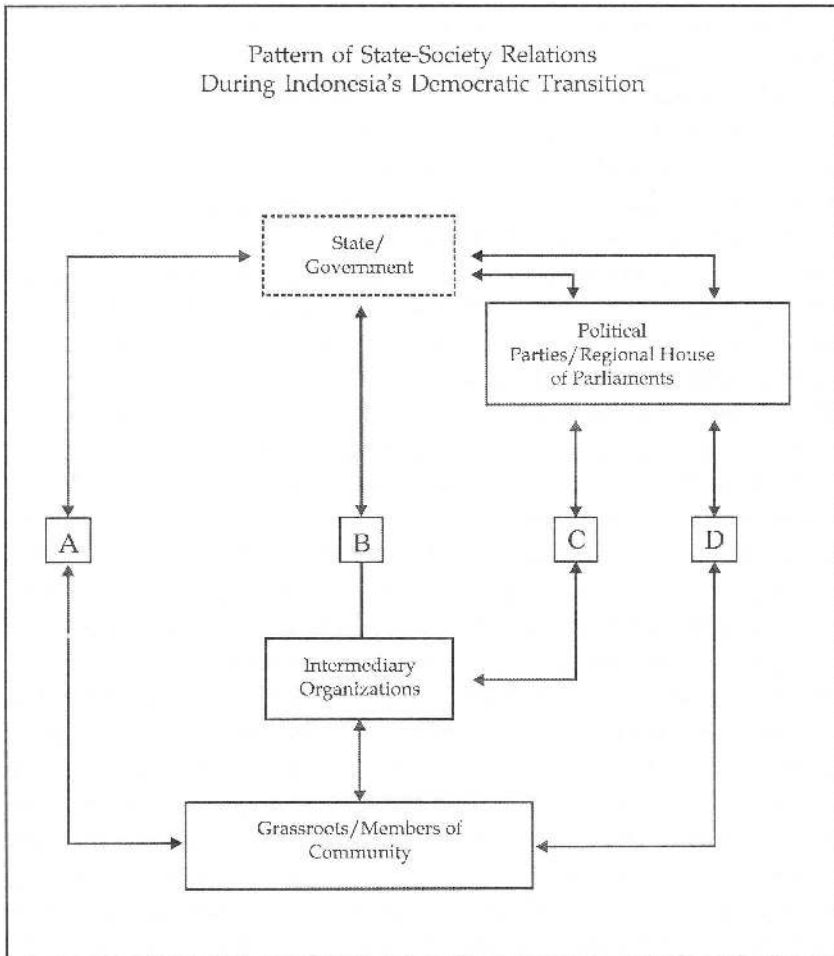 Pattern of State-Society Relations
During Indonesia's Democratic Transition
State/
Government
Political
Parties/Regional House
of Parliaments
A
B
C
D
Intermediary
Organizations
Grassroots/Members of
Community